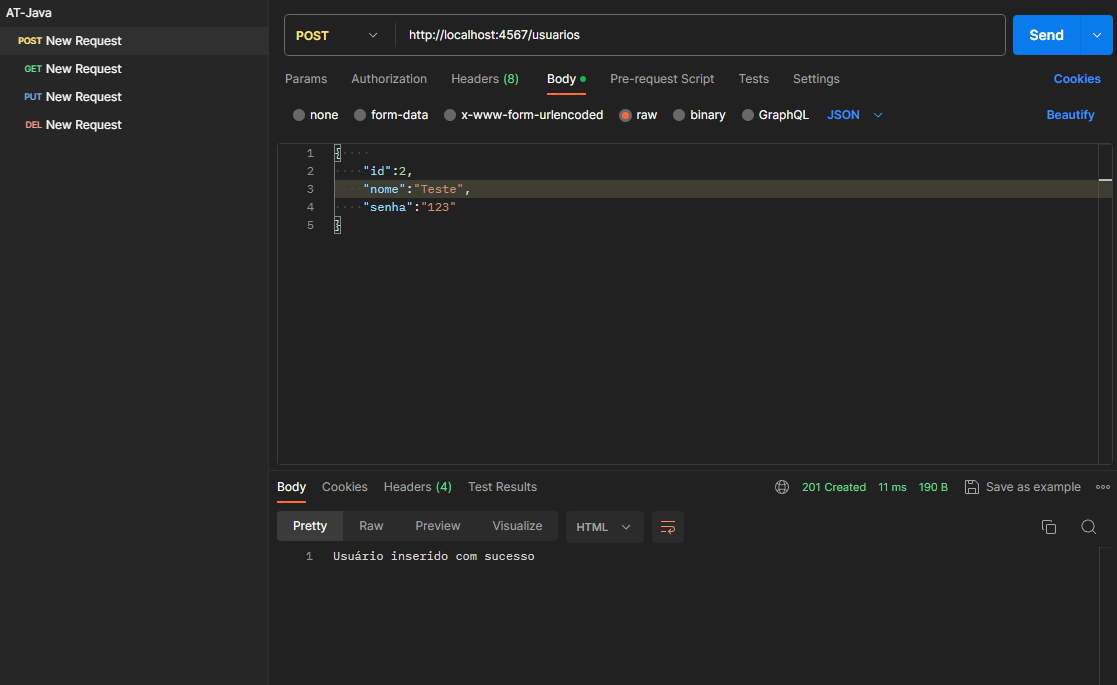 AT-Java
POST New Request
GET New Request
PUT New Request
DEL New Request
POST http://localhost:4567/usuarios Send
Params Authorization Headers (8) Body Pre-request Script Tests Settings Cookies
none form-data x-www-form-urlencoded raw binary GraphQL JSON Beautify
1 {
2 "id":2,
3 "nome":"Teste",
4 "senha":"123"
5 }
Body Cookies Headers (4) Test Results 201 Created 11 ms 190 B Save as example
Pretty Raw Preview Visualize HTML
1 Usuário inserido com sucesso